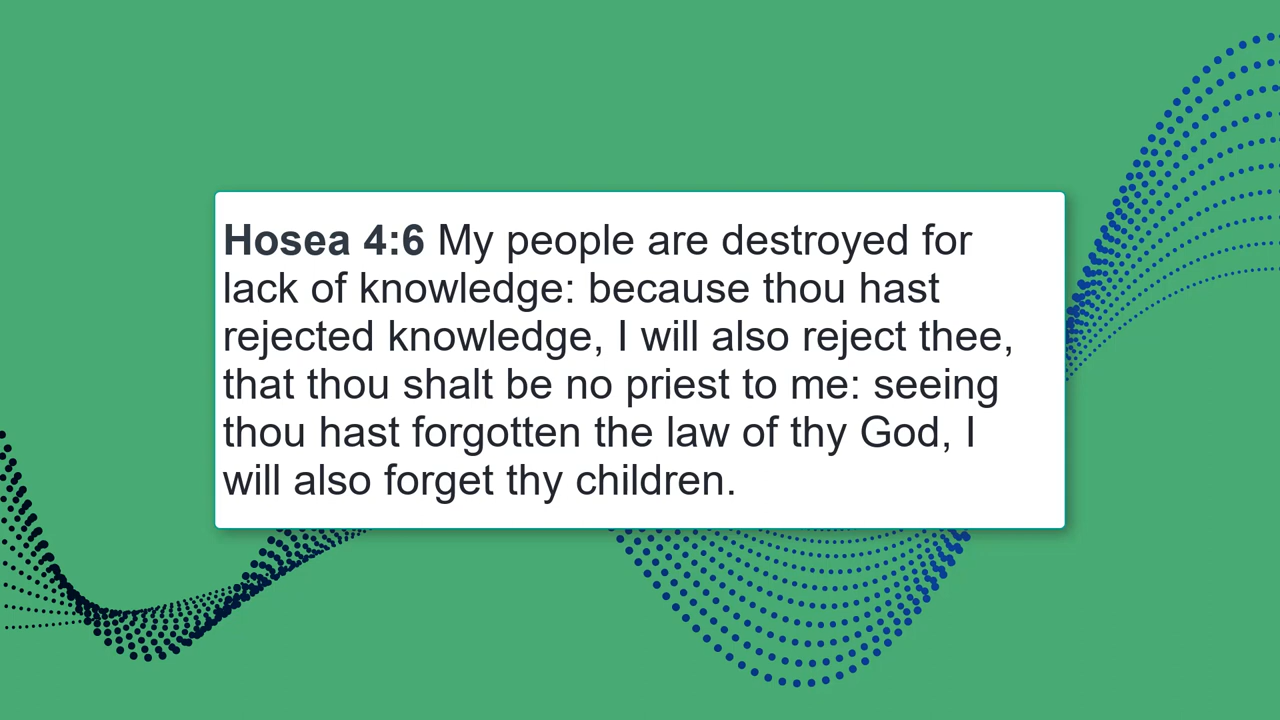 Hosea 4:6 My people are destroyed for
lack of knowledge: because thou hast
rejected knowledge, I will also reject thee,
that thou shalt be no priest to me: seeing
thou hast forgotten the law of thy God, I
will also forget thy children.